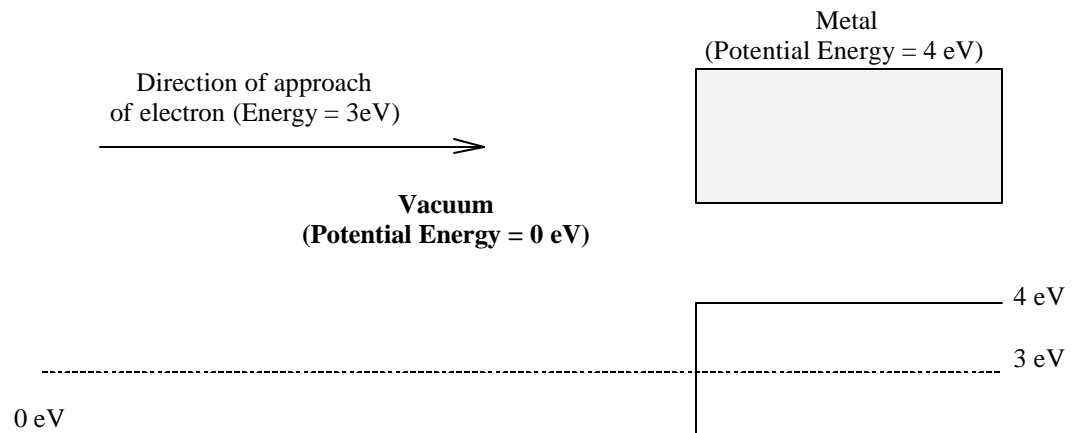 Metal
(Potential Energy = 4 eV)
Direction of approach
of electron (Energy = 3eV)
Vacuum
(Potential Energy = 0 eV)
4 eV
3 eV
0 eV